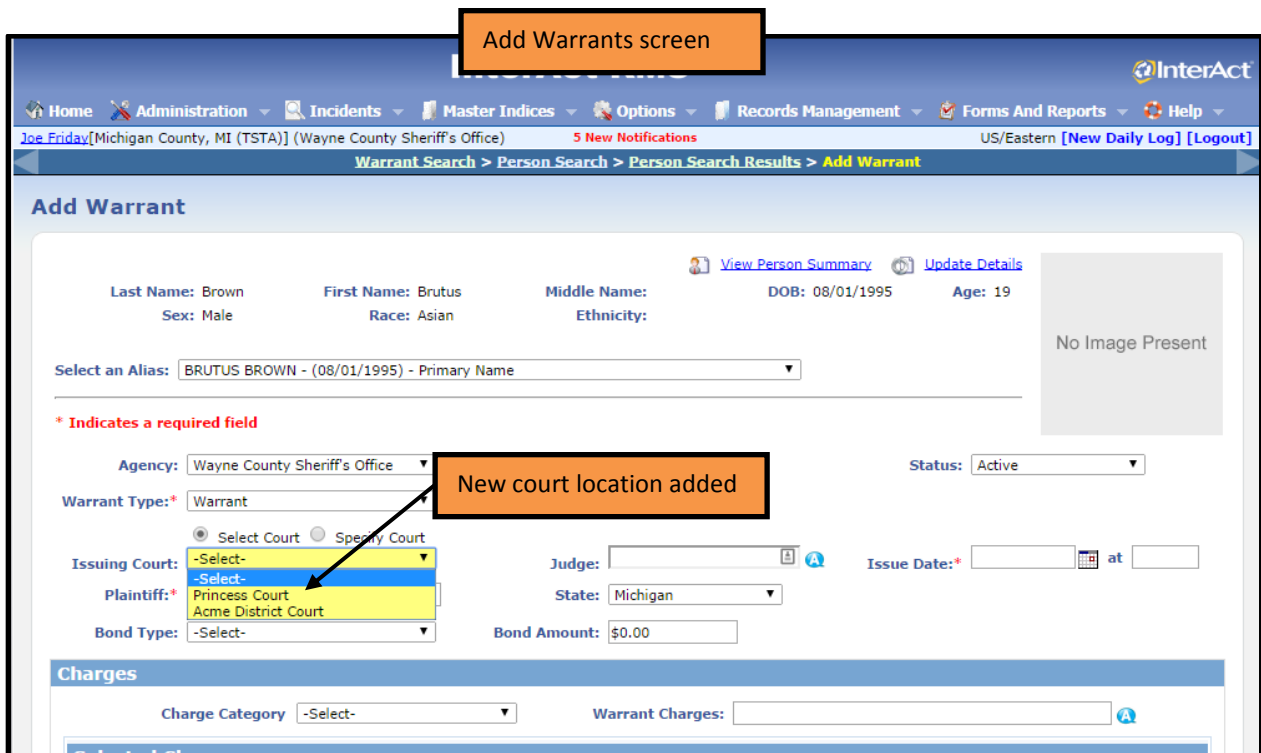 Add Warrants screen
InterAct
Home Administration Incidents Master Indices Options Records Management Forms And Reports Help
Joe Friday[Michigan County, MI (TSTA)] (Wayne County Sheriff's Office) 5 New Notifications US/Eastern [New Daily Log] [Logout]
Warrant Search > Person Search > Person Search Results > Add Warrant
Add Warrant
View Person Summary Update Details
Last Name: Brown First Name: Brutus Middle Name: DOB: 08/01/1995 Age: 19
Sex: Male Race: Asian Ethnicity:
No Image Present
Select an Alias: BRUTUS BROWN - (08/01/1995) - Primary Name
* Indicates a required field
Agency: Wayne County Sheriff's Office Status: Active
New court location added
Warrant Type:* Warrant
Select Court Specify Court
Issuing Court: -Select- Judge: Issue Date:* at
-Select-
Plaintiff:* Princess Court State: Michigan
Acme District Court
Bond Type: -Select- Bond Amount: $0.00
Charges
Charge Category -Select- Warrant Charges: